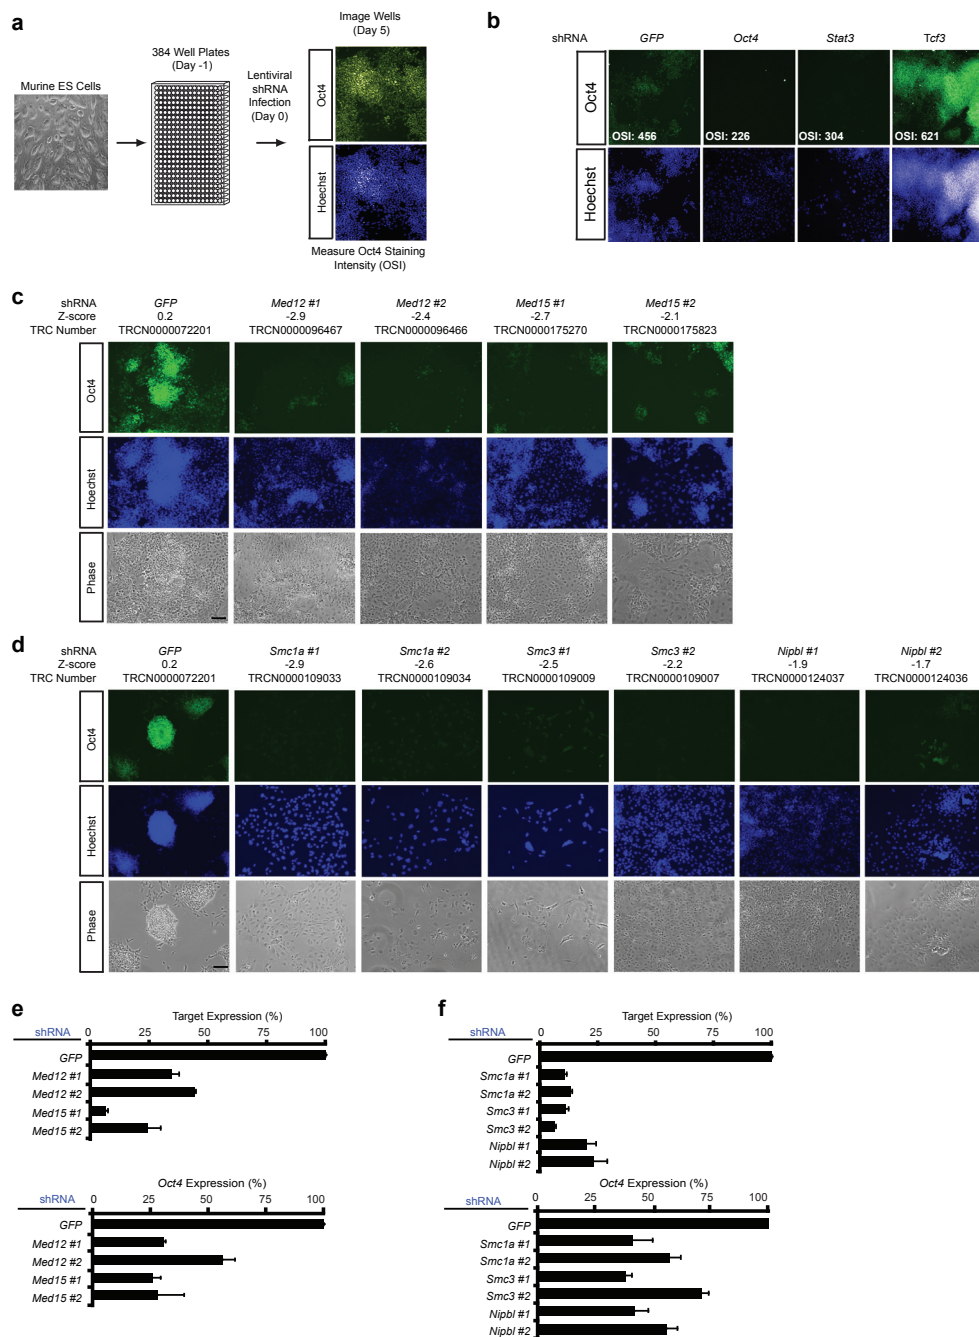 a
Murine ES Cells
384 Well Plates
(Day -1)
Lentiviral
shRNA
Infection
(Day 0)
Image Wells
(Day 5)
Oct4
Hoechst
Measure Oct4 Staining
Intensity (OSI)
b
shRNA GFP Oct4 Stat3 Tcf3
Oct4
OSI: 456 OSI: 226 OSI: 304 OSI: 621
Hoechst
c
shRNA GFP Med12 #1 Med12 #2 Med15 #1 Med15 #2
Z-score 0.2 -2.9 -2.4 -2.7 -2.1
TRC Number TRCN0000072201 TRCN0000096467 TRCN0000096466 TRCN0000175270 TRCN0000175823
Oct4
Hoechst
Phase
d
shRNA GFP Smc1a #1 Smc1a #2 Smc3 #1 Smc3 #2 Nipbl #1 Nipbl #2
Z-score 0.2 -2.9 -2.6 -2.5 -2.2 -1.9 -1.7
TRC Number TRCN0000072201 TRCN0000109033 TRCN0000109034 TRCN0000109009 TRCN0000109007 TRCN0000124037 TRCN0000124036
Oct4
Hoechst
Phase
e
Target Expression (%)
shRNA 0 25 50 75 100
GFP
Med12 #1
Med12 #2
Med15 #1
Med15 #2
Oct4 Expression (%)
shRNA 0 25 50 75 100
GFP
Med12 #1
Med12 #2
Med15 #1
Med15 #2
f
Target Expression (%)
shRNA 0 25 50 75 100
GFP
Smc1a #1
Smc1a #2
Smc3 #1
Smc3 #2
Nipbl #1
Nipbl #2
Oct4 Expression (%)
shRNA 0 25 50 75 100
GFP
Smc1a #1
Smc1a #2
Smc3 #1
Smc3 #2
Nipbl #1
Nipbl #2